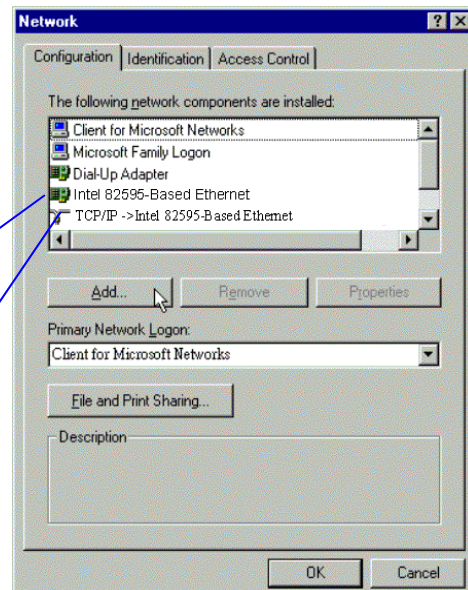 Network
Configuration Identification Access Control
The following network components are installed:
Client for Microsoft Networks
Microsoft Family Logon
Dial-Up Adapter
Intel 82595-Based Ethernet
TCP/IP ->Intel 82595-Based Ethernet
Add... Remove Properties
Primary Network Logon:
Client for Microsoft Networks
File and Print Sharing...
Description
OK Cancel